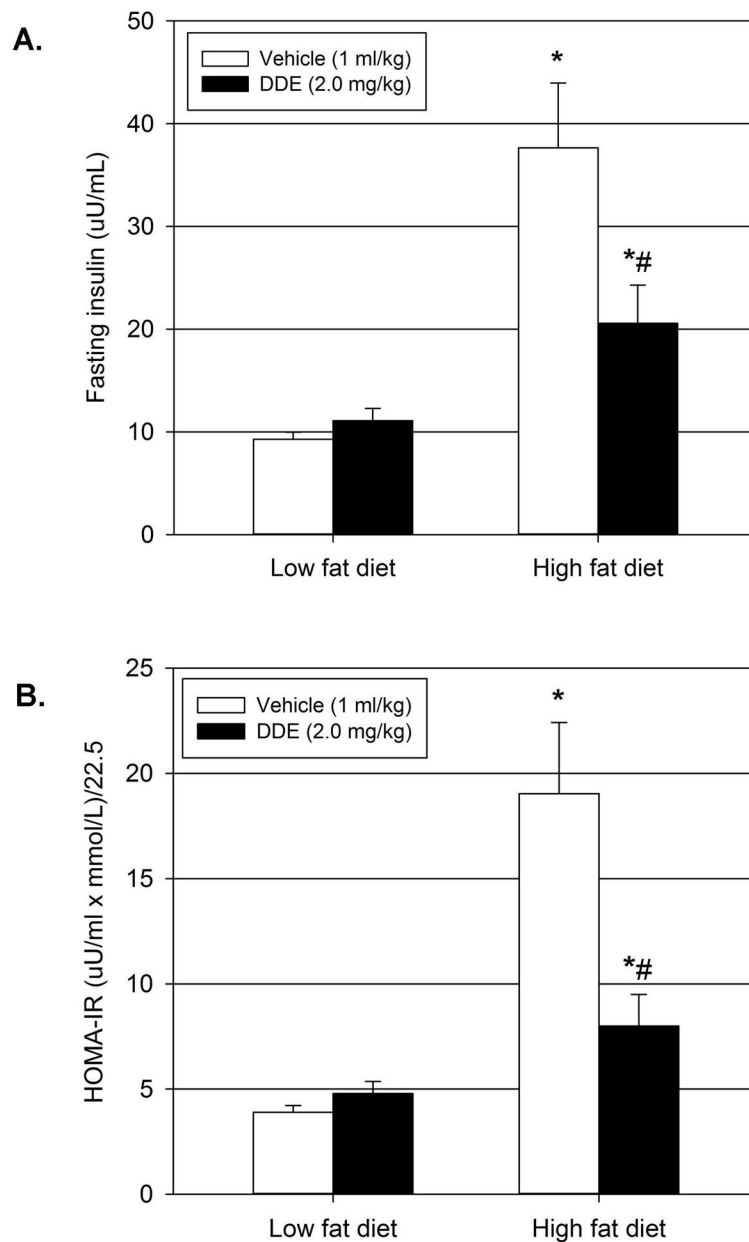 A.
50
Vehicle (1 ml/kg)
DDE (2.0 mg/kg)
*
40
30
*#
20
10
0
Fasting insulin (uU/mL)
Low fat diet High fat diet
B.
25
Vehicle (1 ml/kg)
DDE (2.0 mg/kg)
*
20
15
10
*#
5
0
HOMA-IR (uU/ml x mmol/L)/22.5
Low fat diet High fat diet